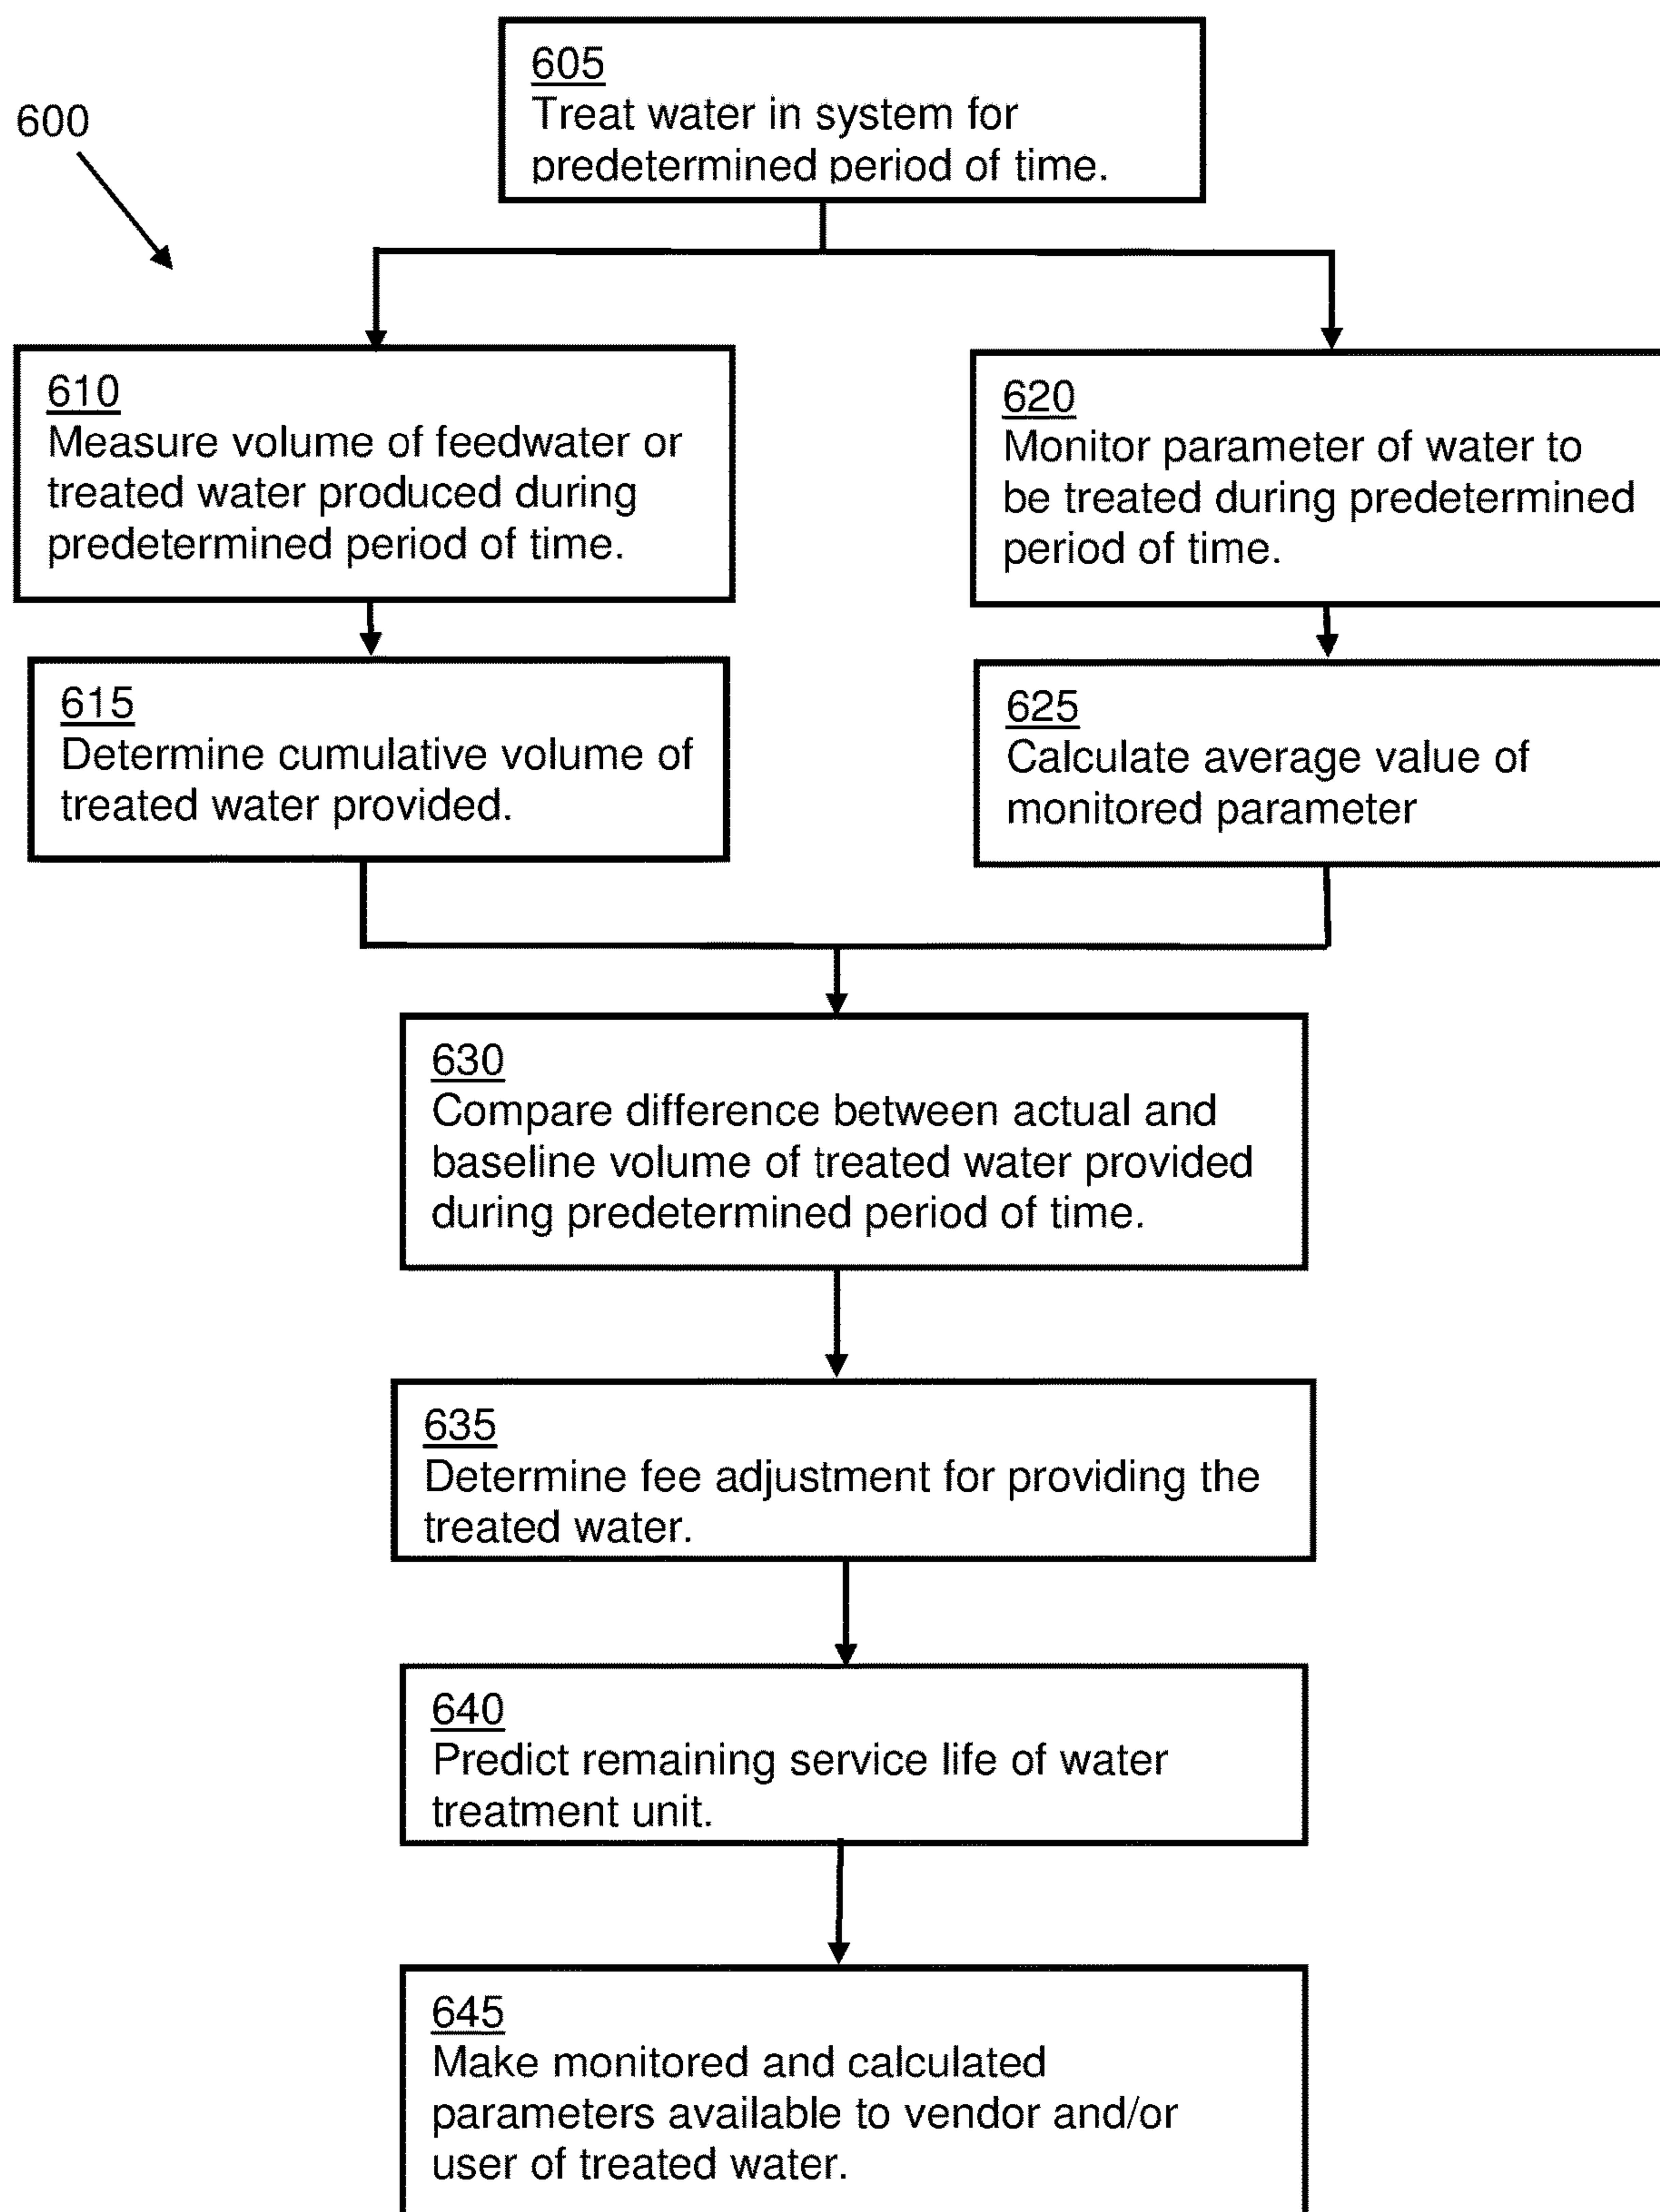 600
605
Treat water in system for
predetermined period of time.
610
Measure volume of feedwater or
treated water produced during
predetermined period of time.
620
Monitor parameter of water to
be treated during predetermined
period of time.
615
Determine cumulative volume of
treated water provided.
625
Calculate average value of
monitored parameter
630
Compare difference between actual and
baseline volume of treated water provided
during predetermined period of time.
635
Determine fee adjustment for providing the
treated water.
640
Predict remaining service life of water
treatment unit.
645
Make monitored and calculated
parameters available to vendor and/or
user of treated water.